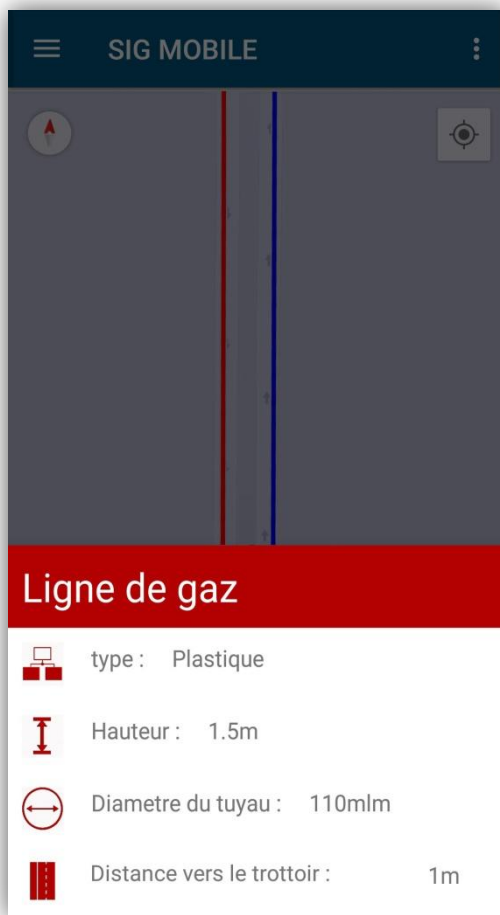 SIG MOBILE
Ligne de gaz
type : Plastique
Hauteur : 1.5m
Diametre du tuyau : 110mlm
Distance vers le trottoir : 1m